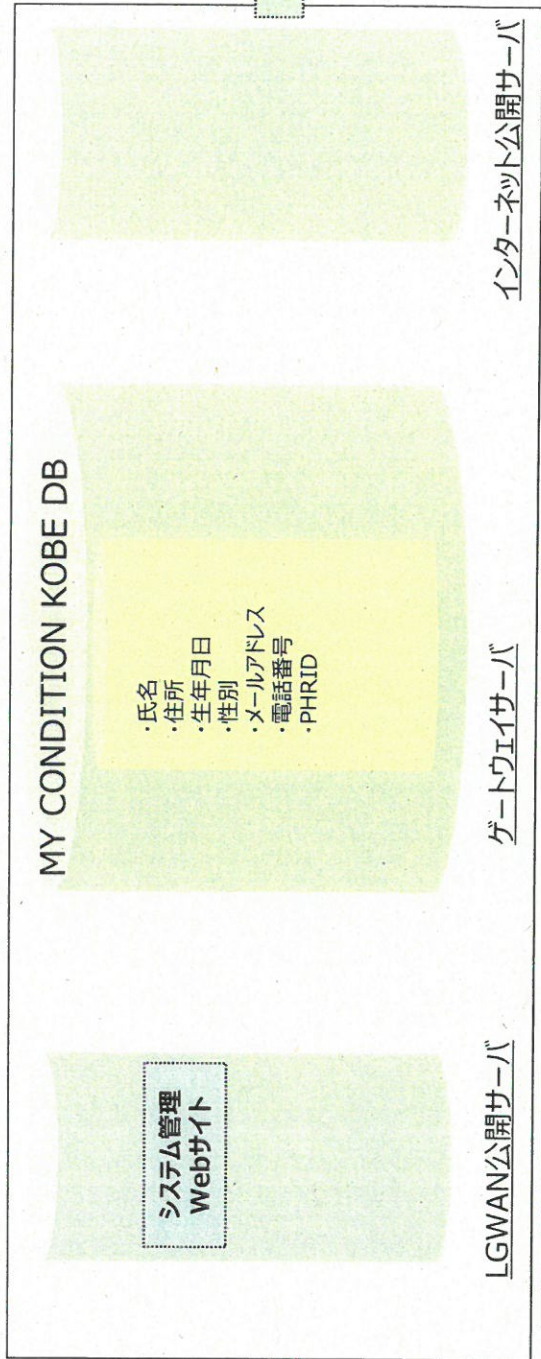 MY CONDITION KOBE DB
システム管理
Webサイト
・氏名
・住所
・生年月日
・性別
・メールアドレス
・電話番号
・PHRID
LGWAN公開サーバ
ゲートウェイサーバ
インターネット公開サーバ